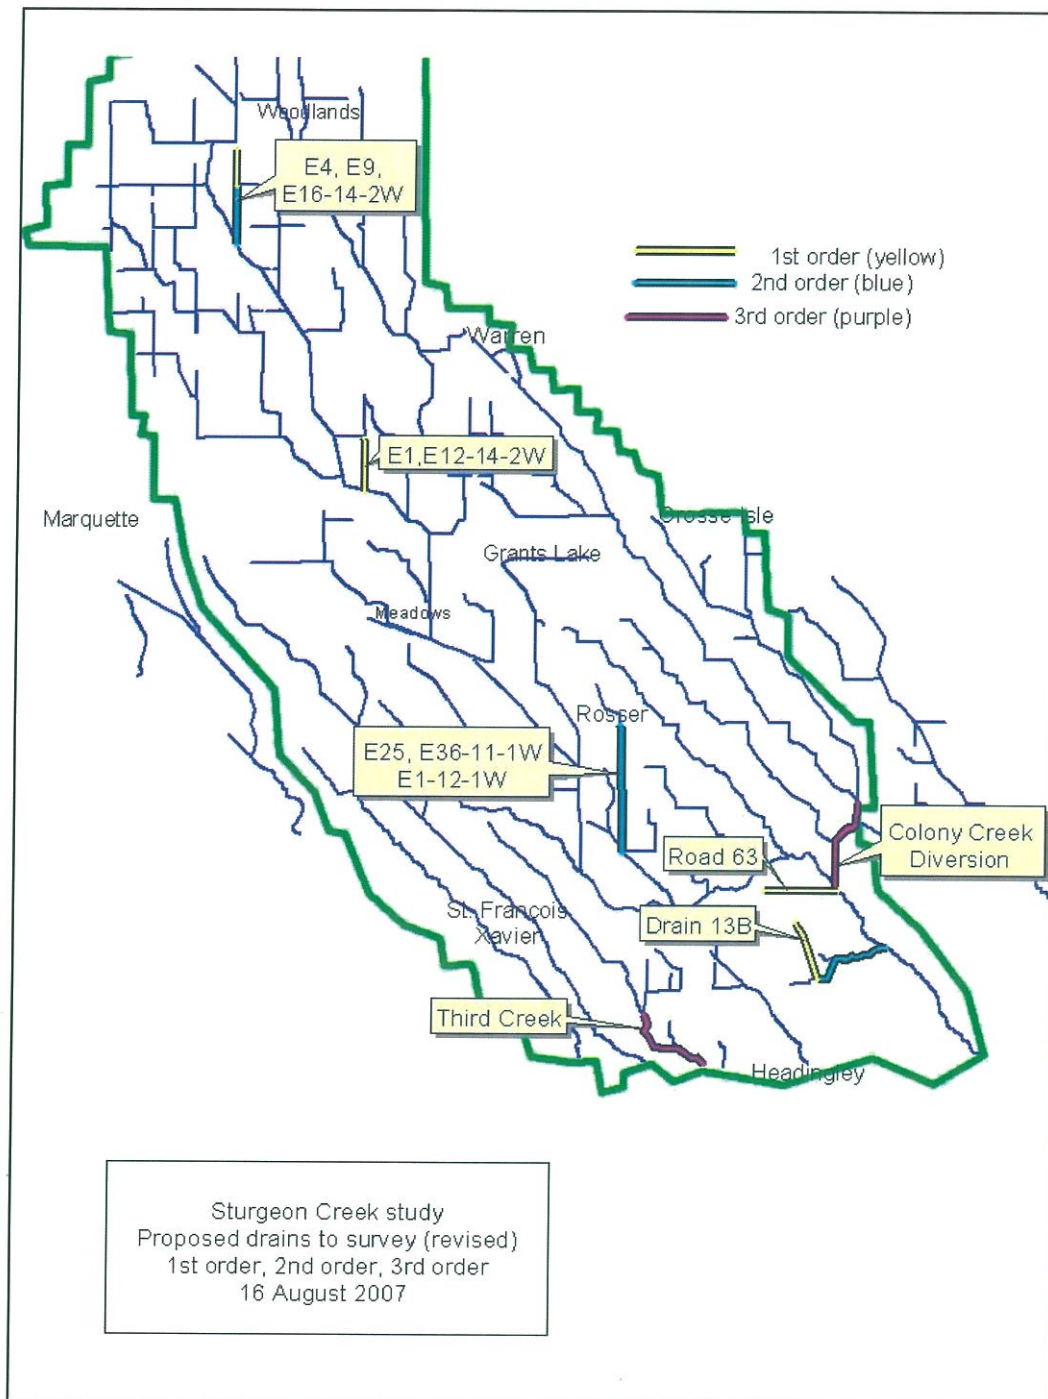 Woodlands
E4, E9,
E16-14-2W
1st order (yellow)
2nd order (blue)
3rd order (purple)
Warren
E1,E12-14-2W
Marquette
Grosse Isle
Grants Lake
Meadows
Rosser
E25, E36-11-1W
E1-12-1W
Colony Creek
Diversion
Road 63
St. François
Xavier
Drain 13B
Third Creek
Headingley
Sturgeon Creek study
Proposed drains to survey (revised)
1st order, 2nd order, 3rd order
16 August 2007